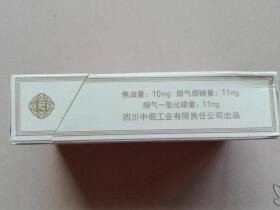 焦油量：10mg 烟气烟碱量：1.1mg
烟气一氧化碳量：11mg
四川中烟工业有限责任公司出品